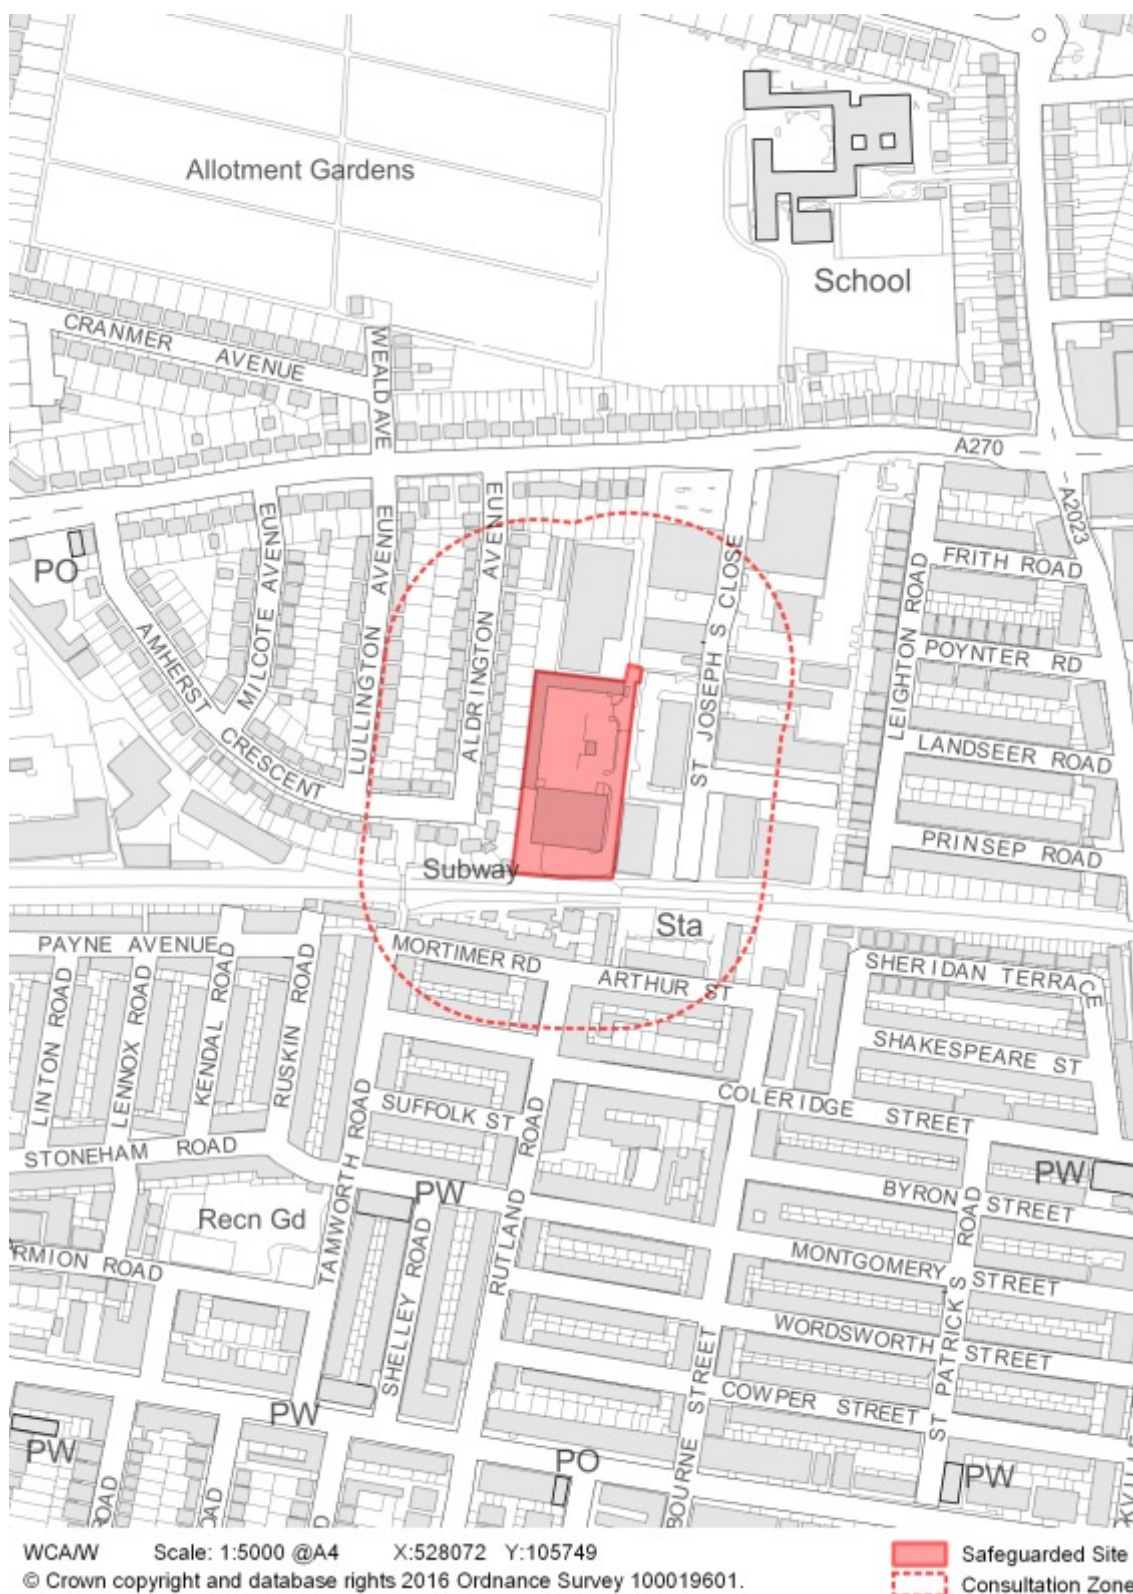 Allotment Gardens
School
CRANMER AVENUE
WEALD AVE
A270
A2023
PO
AMHERST CRESCENT
MILCOTE AVENUE
LULLINGTON AVENUE
ALDRINGTON AVENUE
ST JOSEPH S CLOSE
LEIGHTON ROAD
FRITH ROAD
POYNTER RD
LANDSEER ROAD
PRINSEP ROAD
Subway
Sta
PAYNE AVENUE
LINTON ROAD
LENNOX ROAD
KENDAL ROAD
RUSKIN ROAD
MORTIMER RD
ARTHUR ST
SHERIDAN TERRACE
SHAKESPEARE ST
COLERIDGE STREET
STONEHAM ROAD
TAMWORTH ROAD
SUFFOLK ST
RUTLAND ROAD
PW
PW
BYRON STREET
Recn Gd
RMION ROAD
SHELLEY ROAD
MONTGOMERY STREET
WORDSWORTH STREET
COWPER STREET
ST PATRICK S ROAD
BOURNE STREET
PW
PW
PO
PW
ROAD
OAD
D
KVILLE
WCA/W Scale: 1:5000 @A4 X:528072 Y:105749
© Crown copyright and database rights 2016 Ordnance Survey 100019601.
Safeguarded Site
Consultation Zone